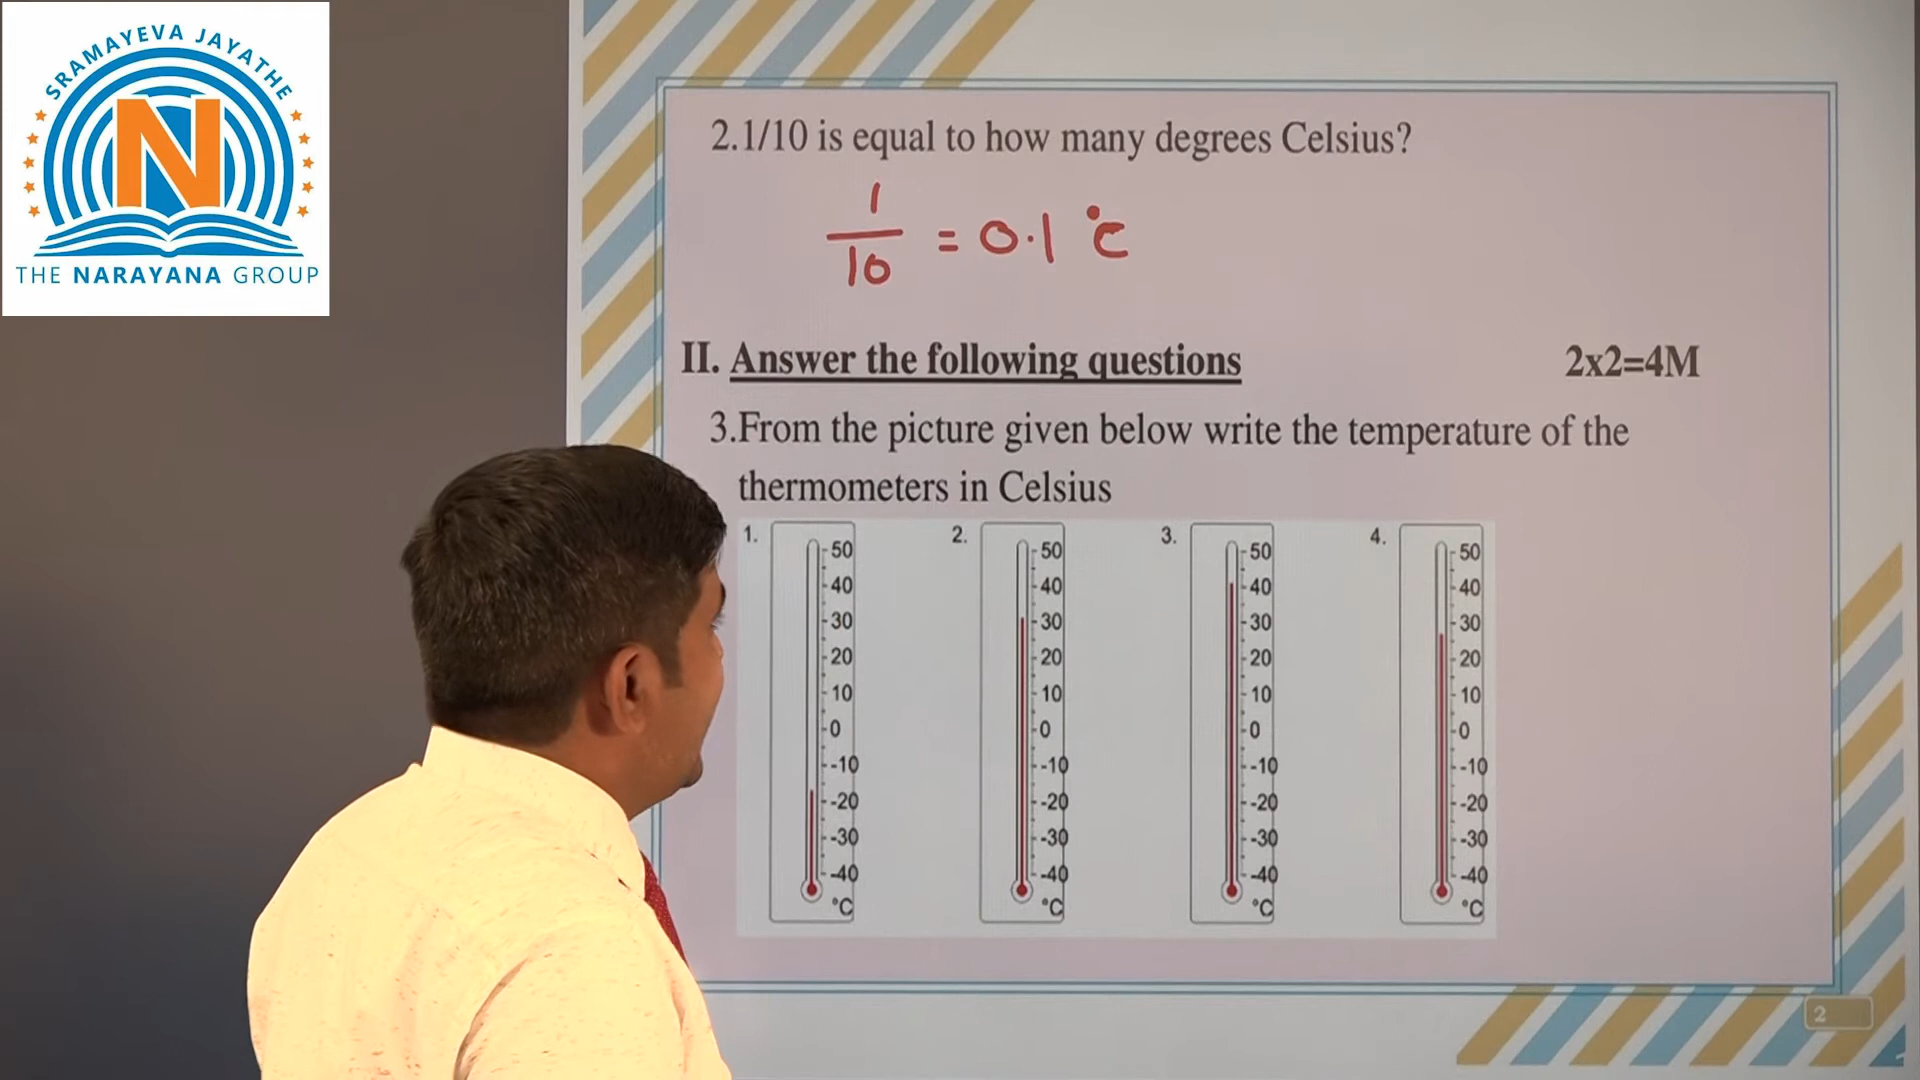 SRAMAYEVA JAYATHE
N
THE NARAYANA GROUP
2.1/10 is equal to how many degrees Celsius?
1
10
= 0.1 °C
II. Answer the following questions 2x2=4M
3.From the picture given below write the temperature of the
thermometers in Celsius
1. 2. 3. 4.
50 50 50 50
40 40 40 40
30 30 30 30
20 20 20 20
10 10 10 10
0 0 0 0
-10 -10 -10 -10
-20 -20 -20 -20
-30 -30 -30 -30
-40 -40 -40 -40
°C °C °C °C
2